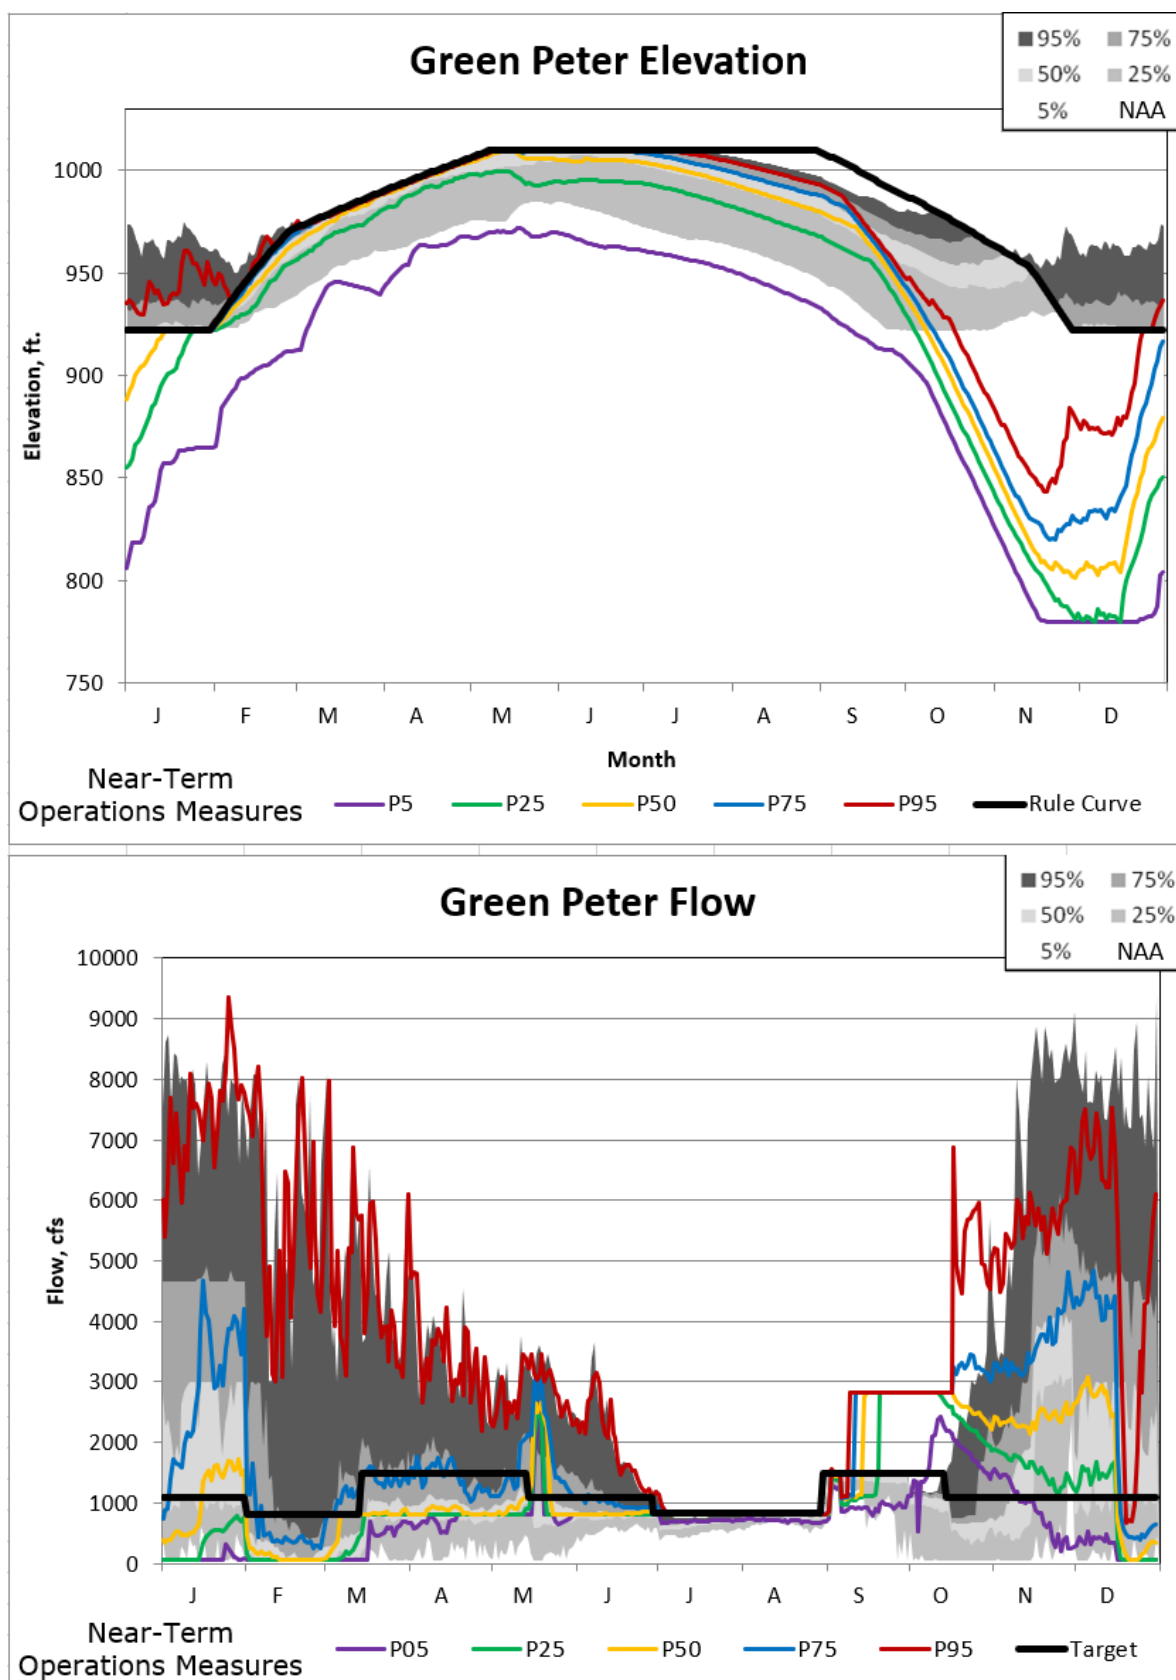 Green Peter Elevation
95% 75%
50% 25%
5% NAA
1000
950
900
850
800
750
Elevation, ft.
J F M A M J J A S O N D
Month
Near-Term
Operations Measures
P5 P25 P50 P75 P95 Rule Curve
Green Peter Flow
95% 75%
50% 25%
5% NAA
10000
9000
8000
7000
6000
5000
4000
3000
2000
1000
0
Flow, cfs
J F M A M J J A S O N D
Near-Term
Operations Measures
P05 P25 P50 P75 P95 Target